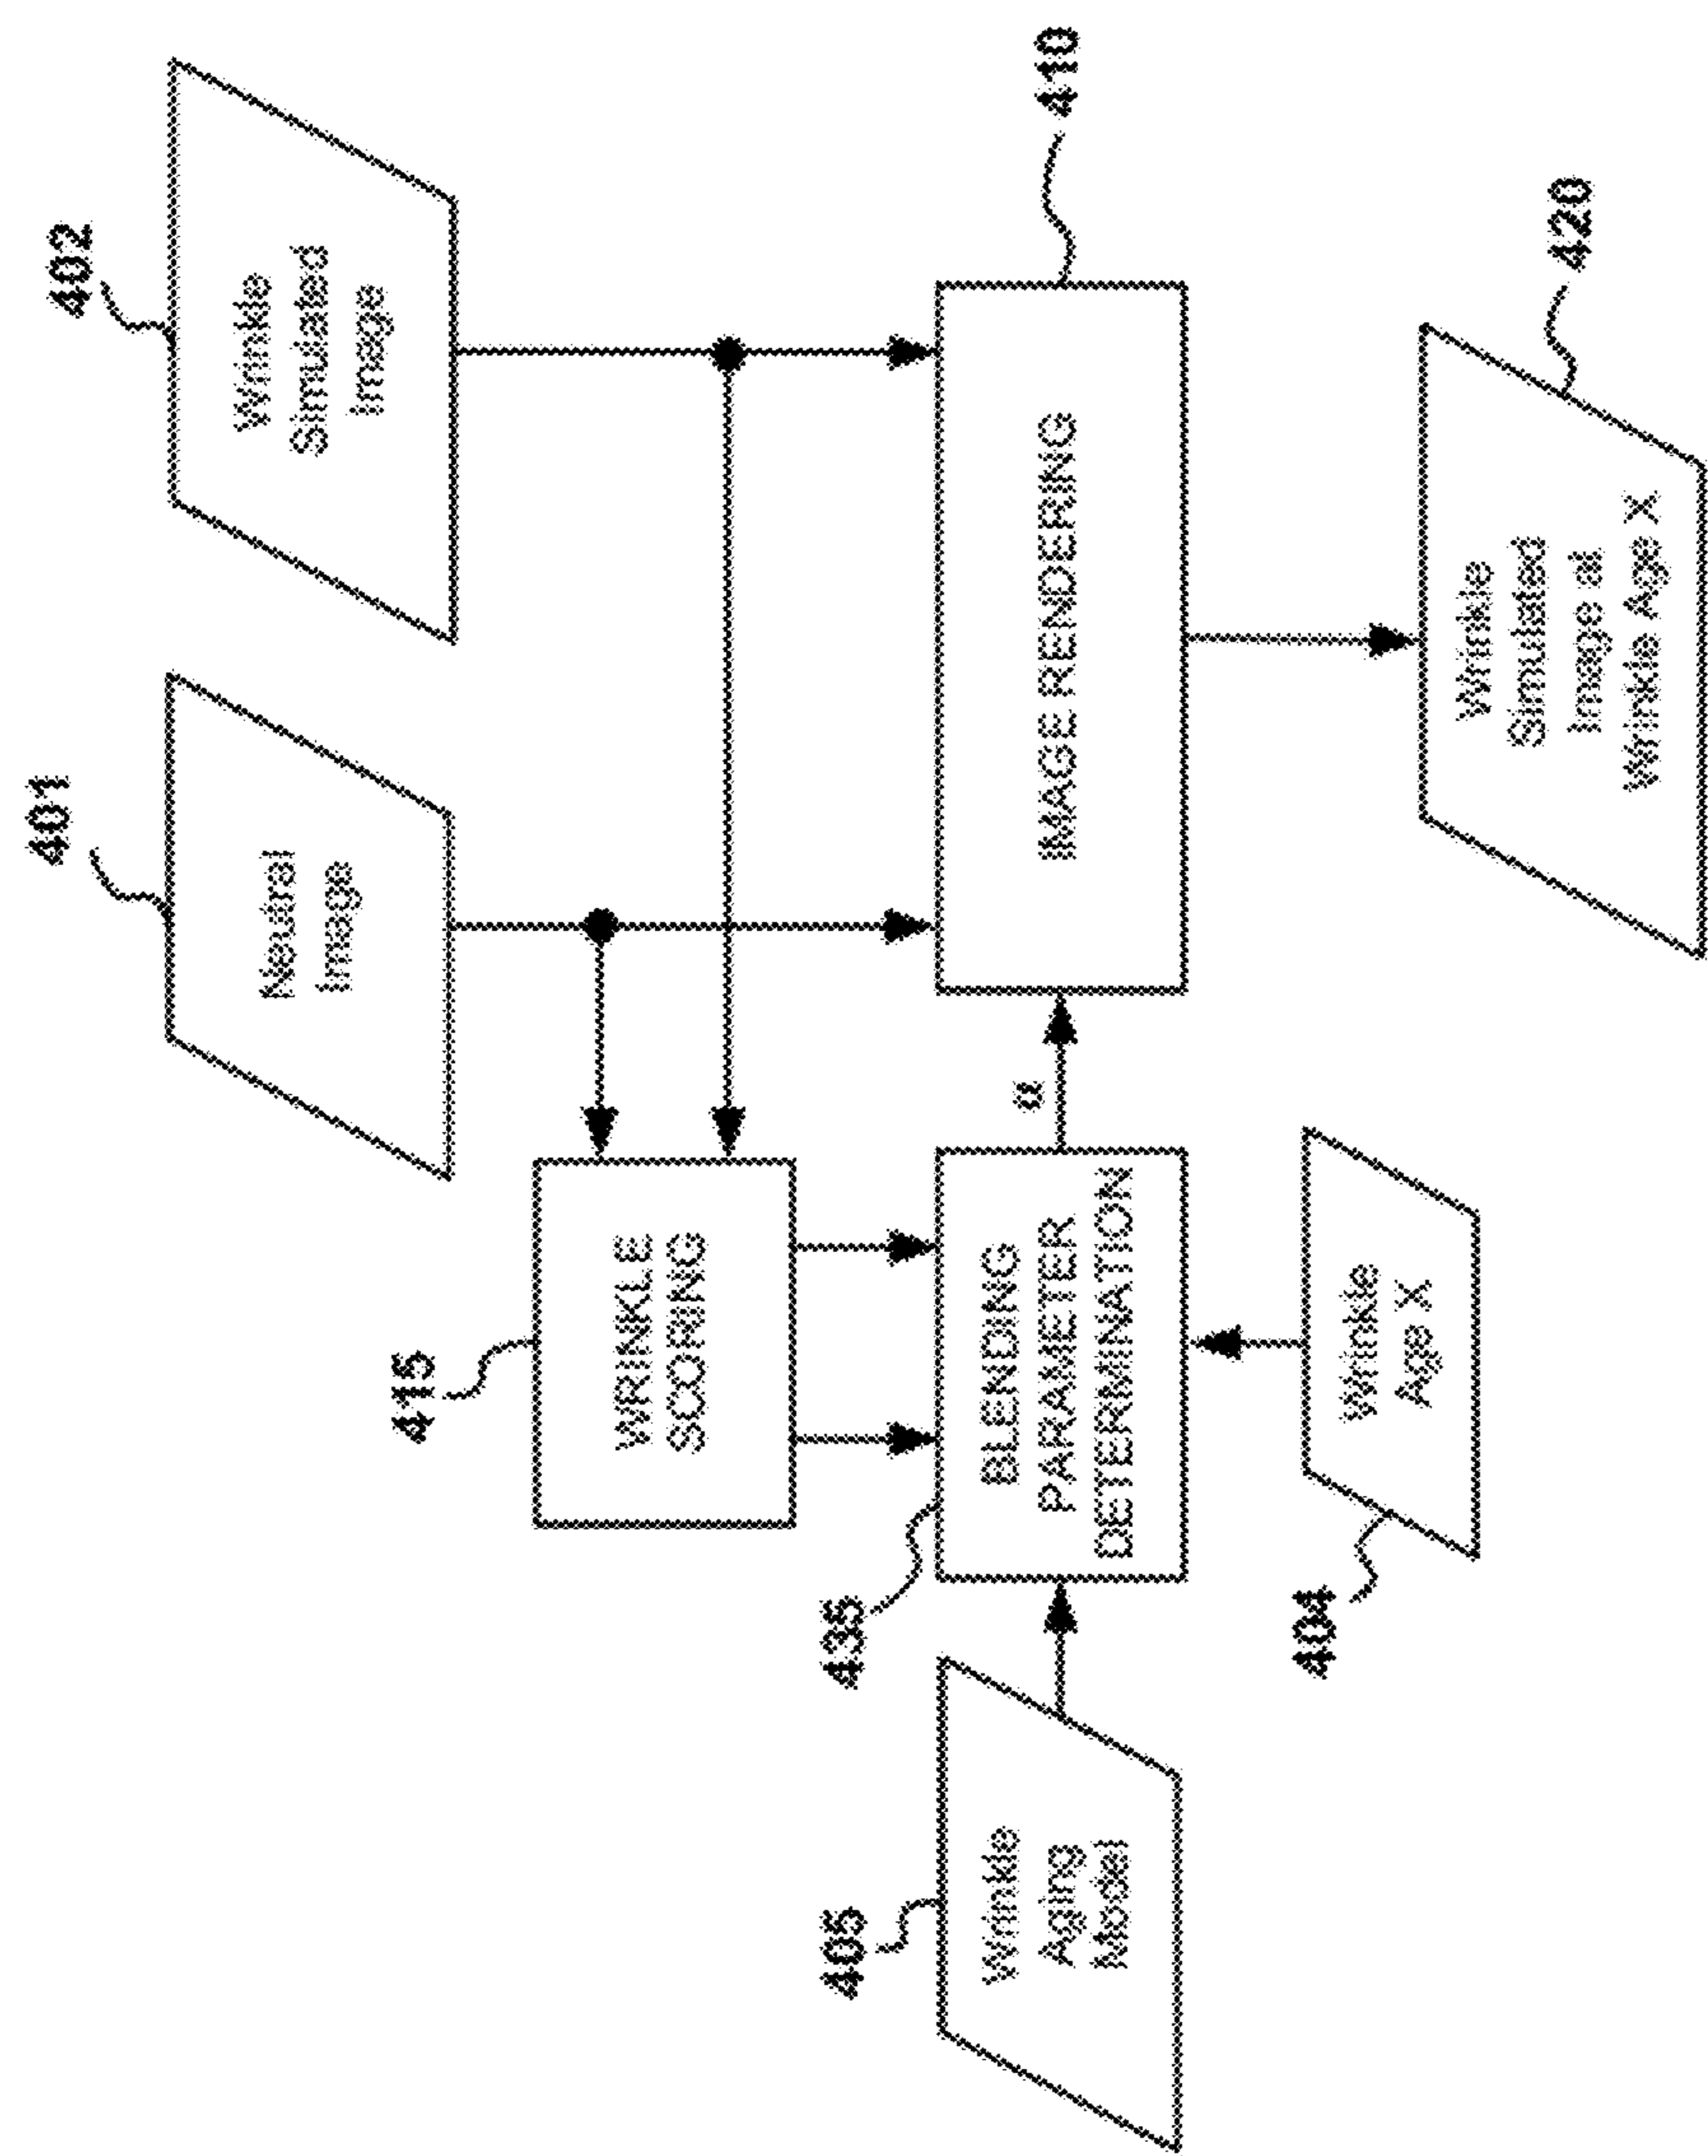 401
402
Neutral
Image
Wrinkle
Simulated
Image
415
WRINKLE
SCORING
405
435
Wrinkle
Aging
Model
BLENDING
PARAMETER
DETERMINATION
α
IMAGE RENDERING
410
404
Wrinkle
Age X
420
Wrinkle
Simulated
Image at
Wrinkle Age X